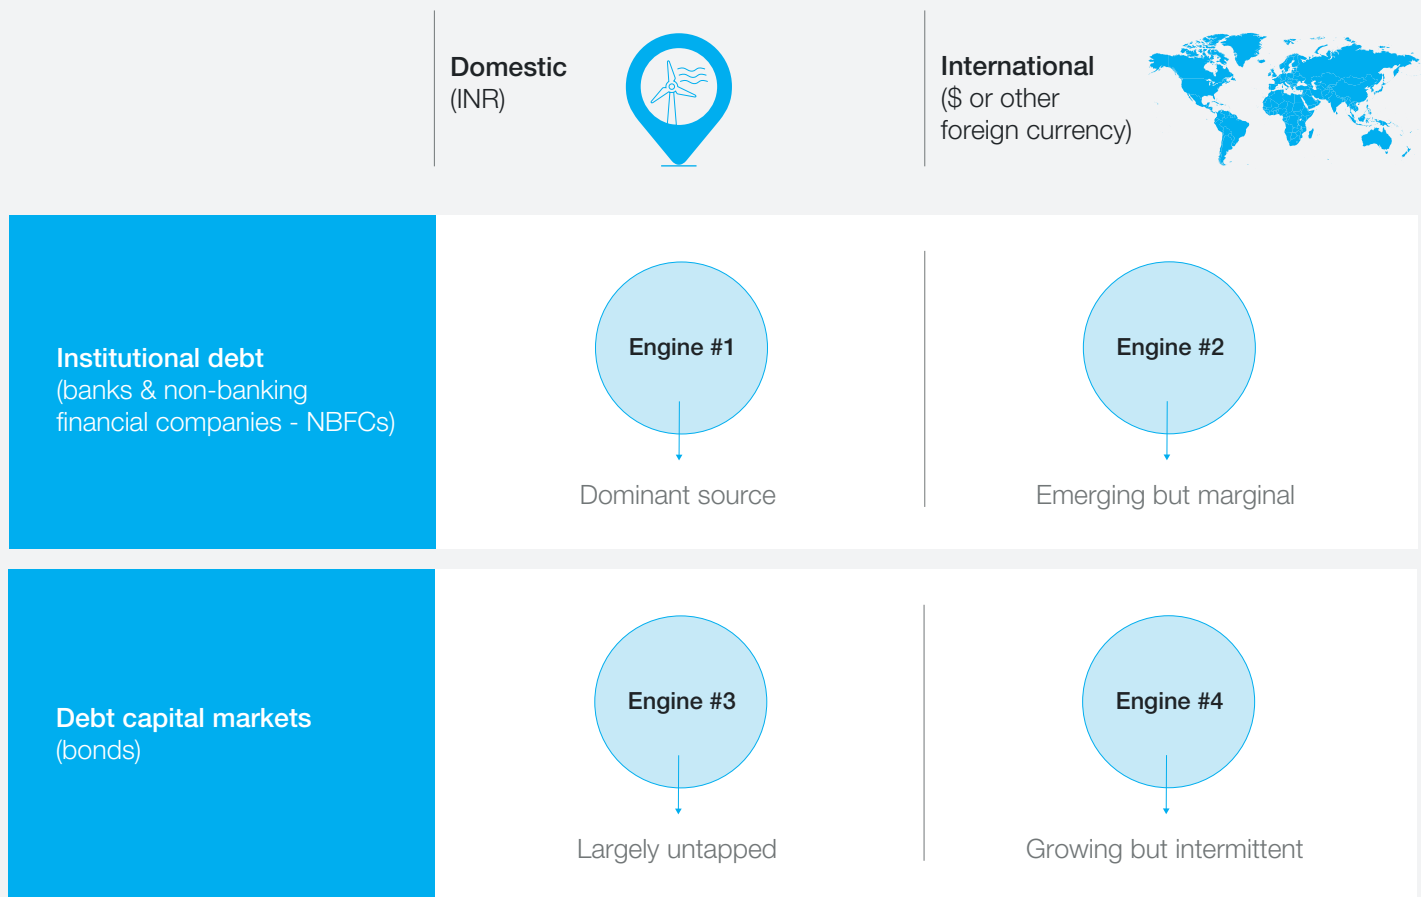 Domestic
(INR)
International
($ or other
foreign currency)
Institutional debt
(banks & non-banking
financial companies - NBFCs)
Engine #1
Dominant source
Engine #2
Emerging but marginal
Debt capital markets
(bonds)
Engine #3
Largely untapped
Engine #4
Growing but intermittent